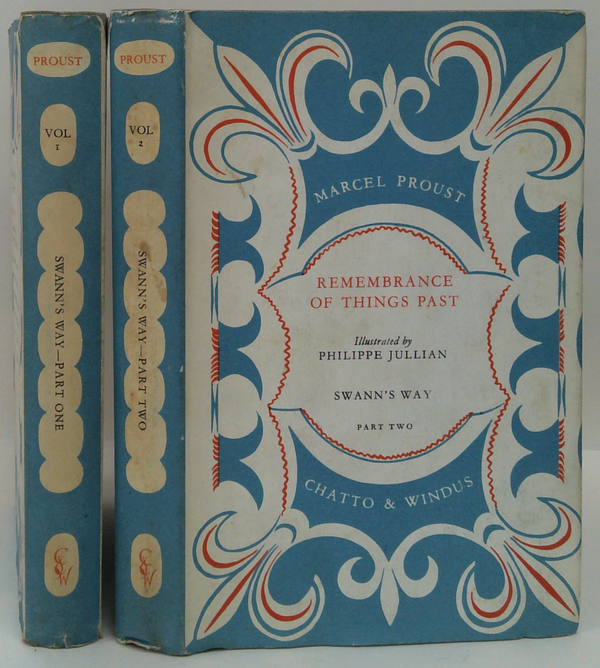 PROUST
VOL
1
SWANN'S WAY—PART ONE
C&W
PROUST
VOL
2
SWANN'S WAY—PART TWO
C&W
MARCEL PROUST
REMEMBRANCE
OF THINGS PAST
Illustrated by
PHILIPPE JULLIAN
SWANN'S WAY
PART TWO
CHATTO & WINDUS